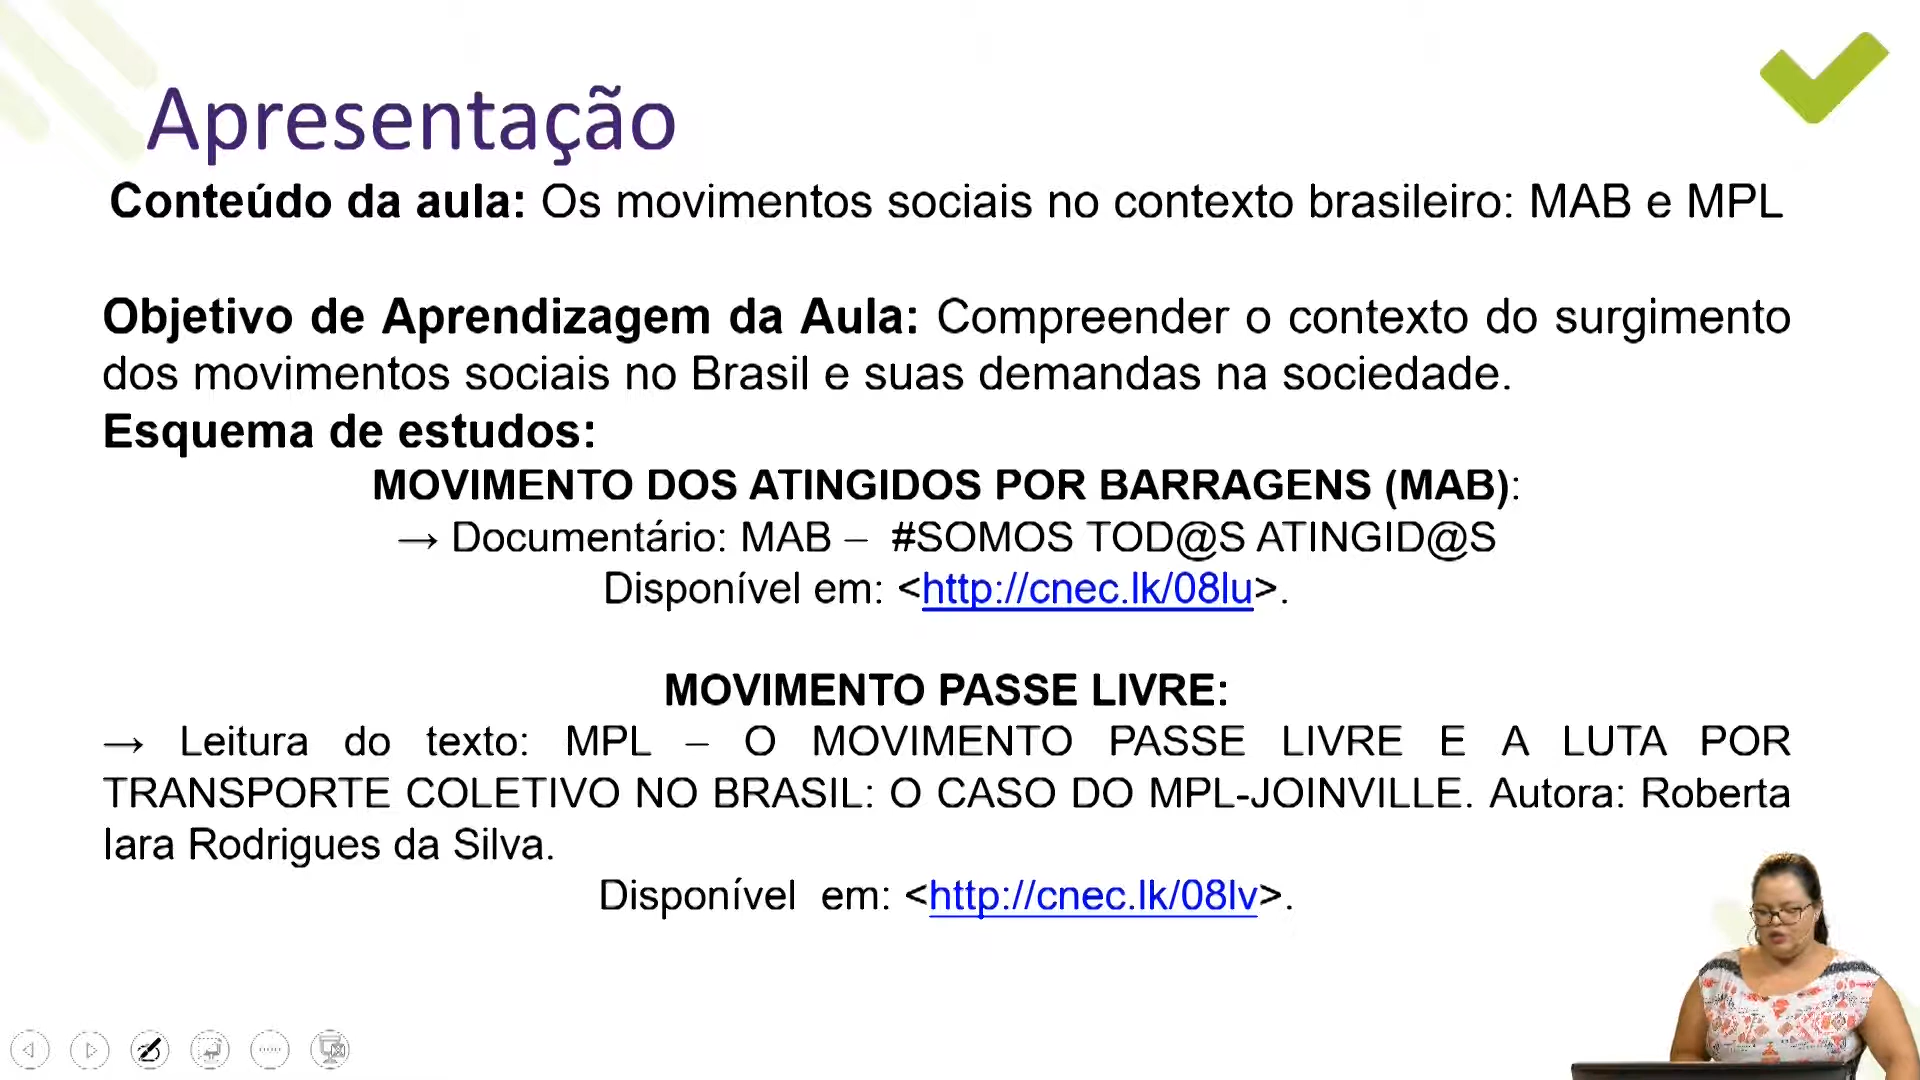 Apresentação
Conteúdo da aula: Os movimentos sociais no contexto brasileiro: MAB e MPL
Objetivo de Aprendizagem da Aula: Compreender o contexto do surgimento
dos movimentos sociais no Brasil e suas demandas na sociedade.
Esquema de estudos:
MOVIMENTO DOS ATINGIDOS POR BARRAGENS (MAB):
→ Documentário: MAB – #SOMOS TOD@S ATINGID@S
Disponível em: <http://cnec.lk/08lu>.
MOVIMENTO PASSE LIVRE:
→ Leitura do texto: MPL – O MOVIMENTO PASSE LIVRE E A LUTA POR
TRANSPORTE COLETIVO NO BRASIL: O CASO DO MPL-JOINVILLE. Autora: Roberta
Iara Rodrigues da Silva.
Disponível em: <http://cnec.lk/08lv>.